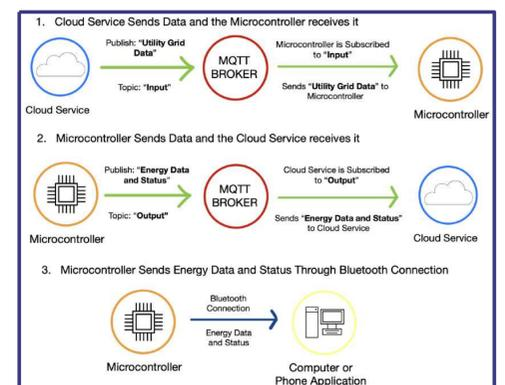 1. Cloud Service Sends Data and the Microcontroller receives it
Publish: "Utility Grid
Data"
Topic: "Input"
MQTT
BROKER
Microcontroller is Subscribed
to "Input"
Sends "Utility Grid Data" to
Microcontroller
Cloud Service
Microcontroller
2. Microcontroller Sends Data and the Cloud Service receives it
Publish: "Energy Data
and Status"
Topic: "Output"
MQTT
BROKER
Cloud Service is Subscribed
to "Output"
Sends "Energy Data and Status"
to Cloud Service
Microcontroller
Cloud Service
3. Microcontroller Sends Energy Data and Status Through Bluetooth Connection
Bluetooth
Connection
Energy Data
and Status
Microcontroller
Computer or
Phone Application